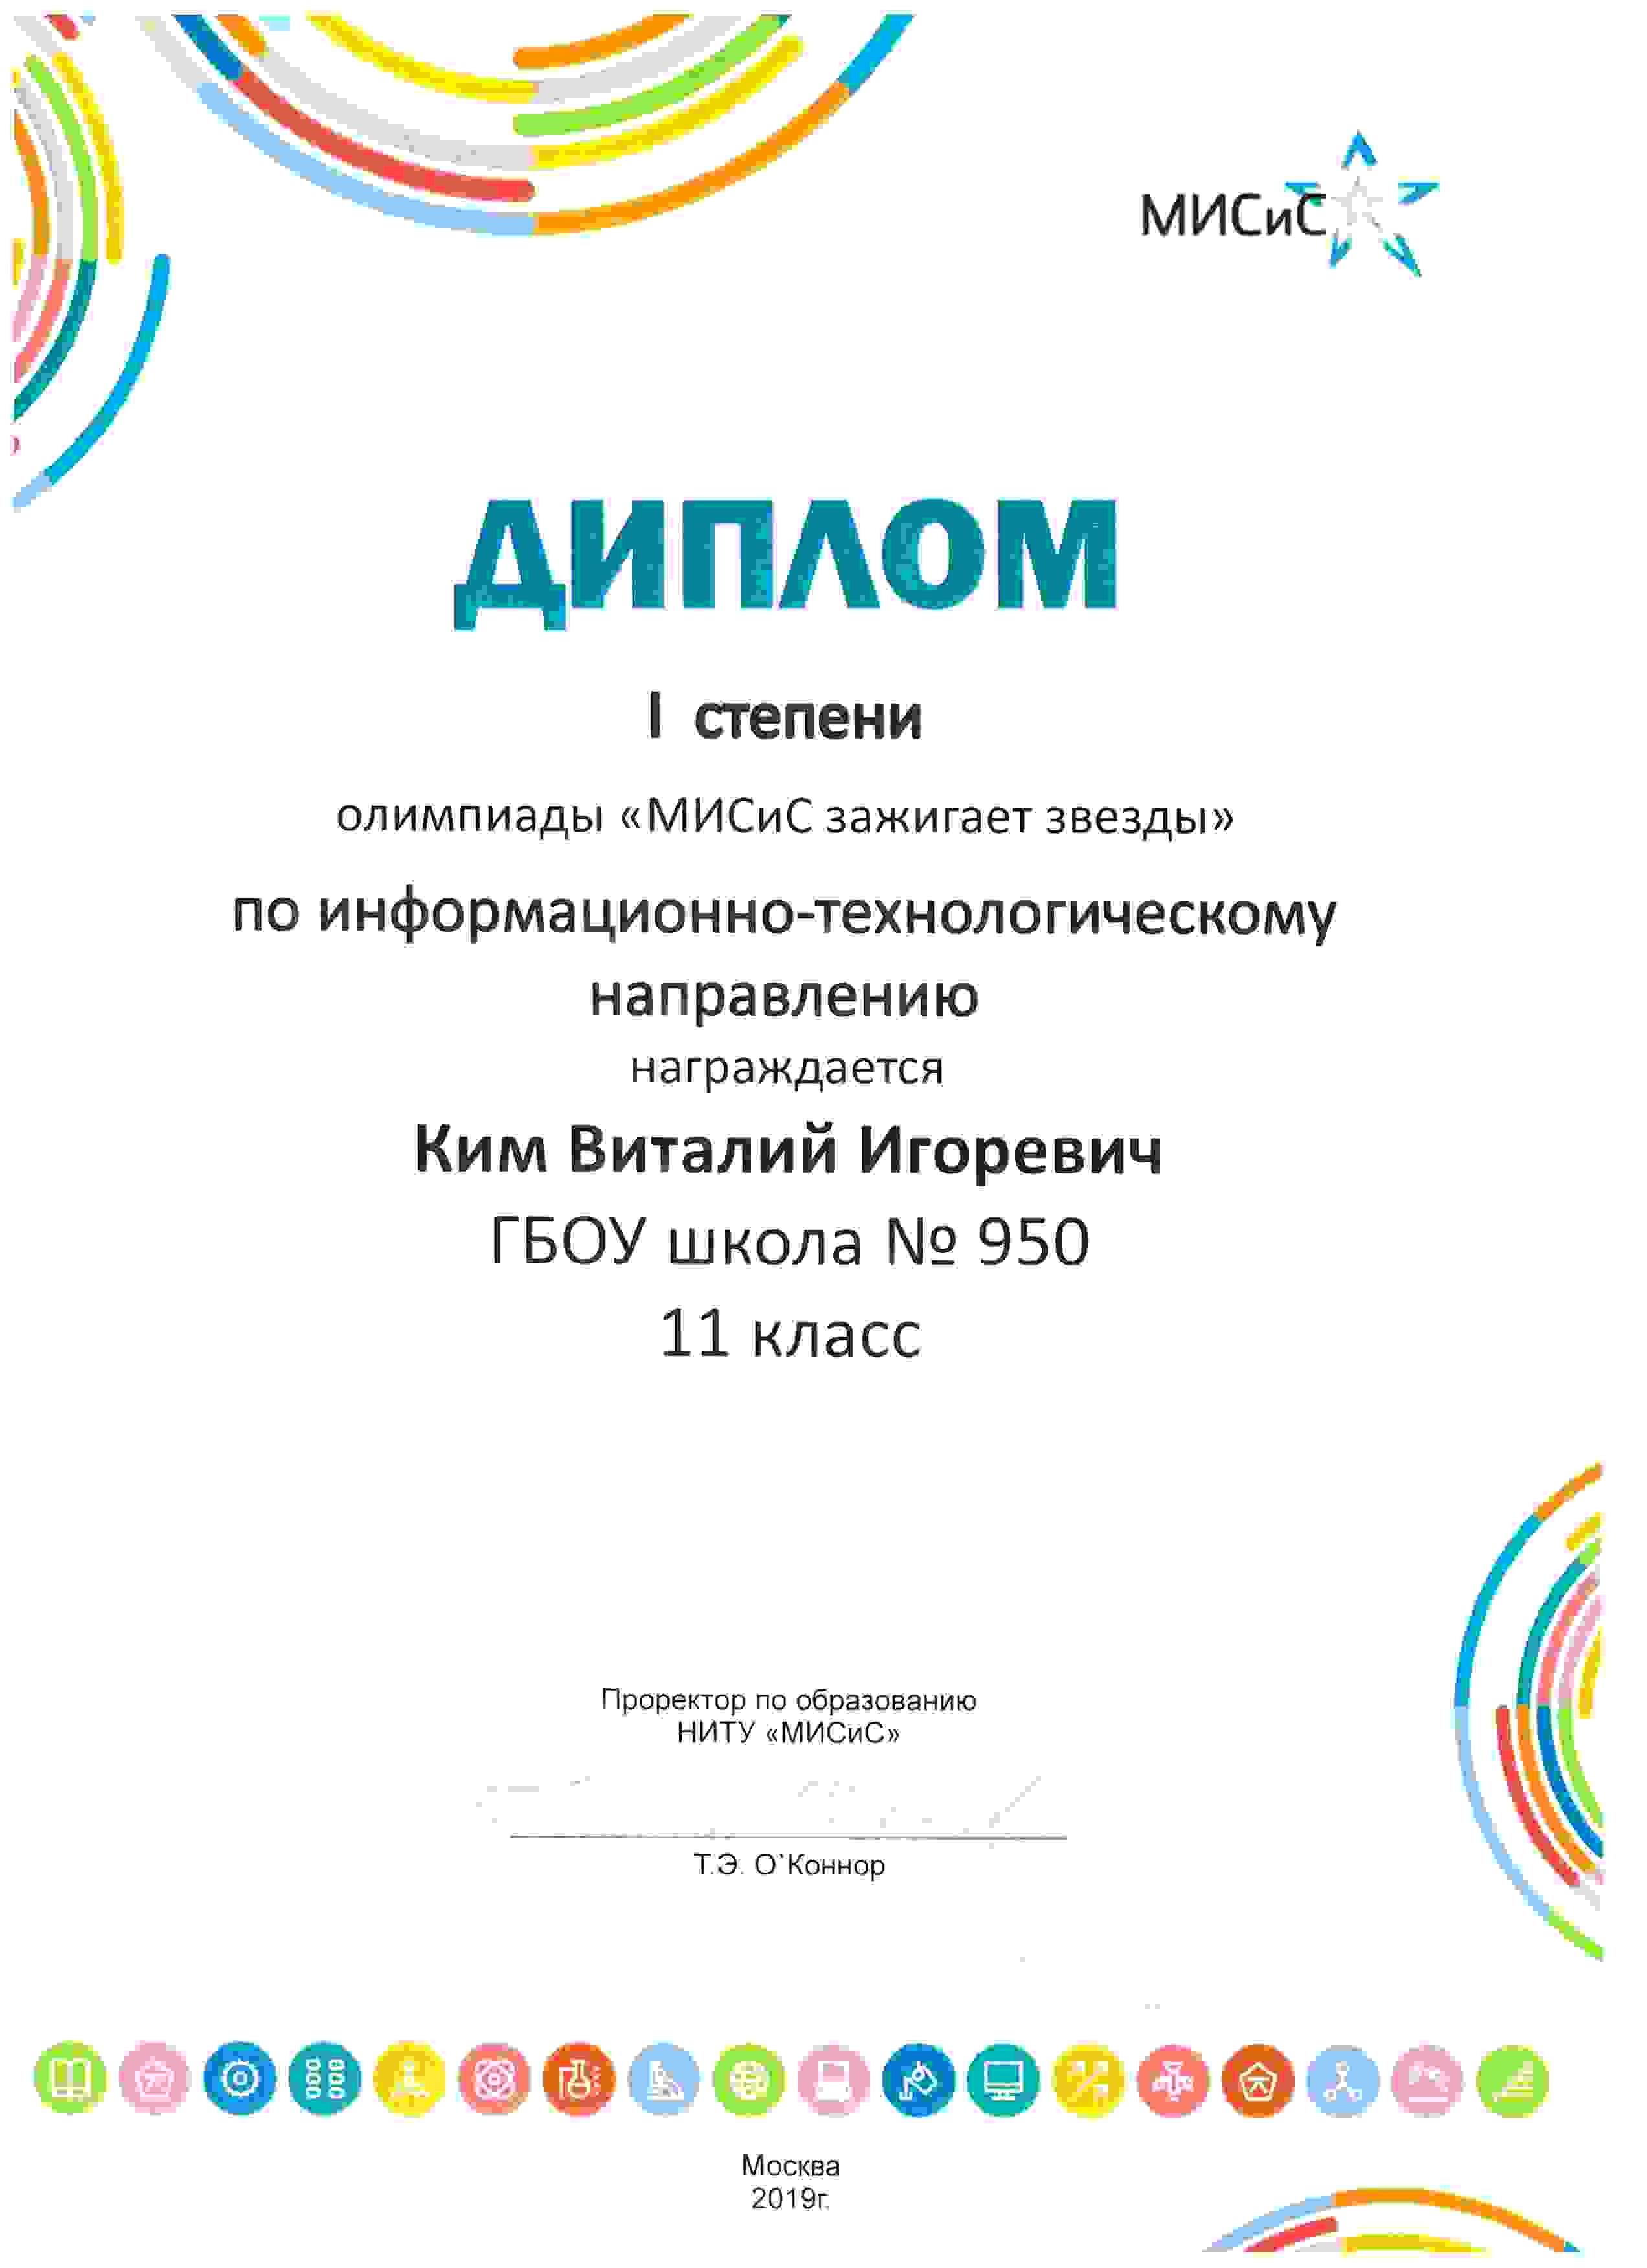 МИСиС
ДИПЛОМ
I степени
олимпиады «МИСиС зажигает звезды»
по информационно-технологическому
направлению
награждается
Ким Виталий Игоревич
ГБОУ школа № 950
11 класс
Проректор по образованию
НИТУ «МИСиС»
Т.Э. О`Коннор
Москва
2019г.